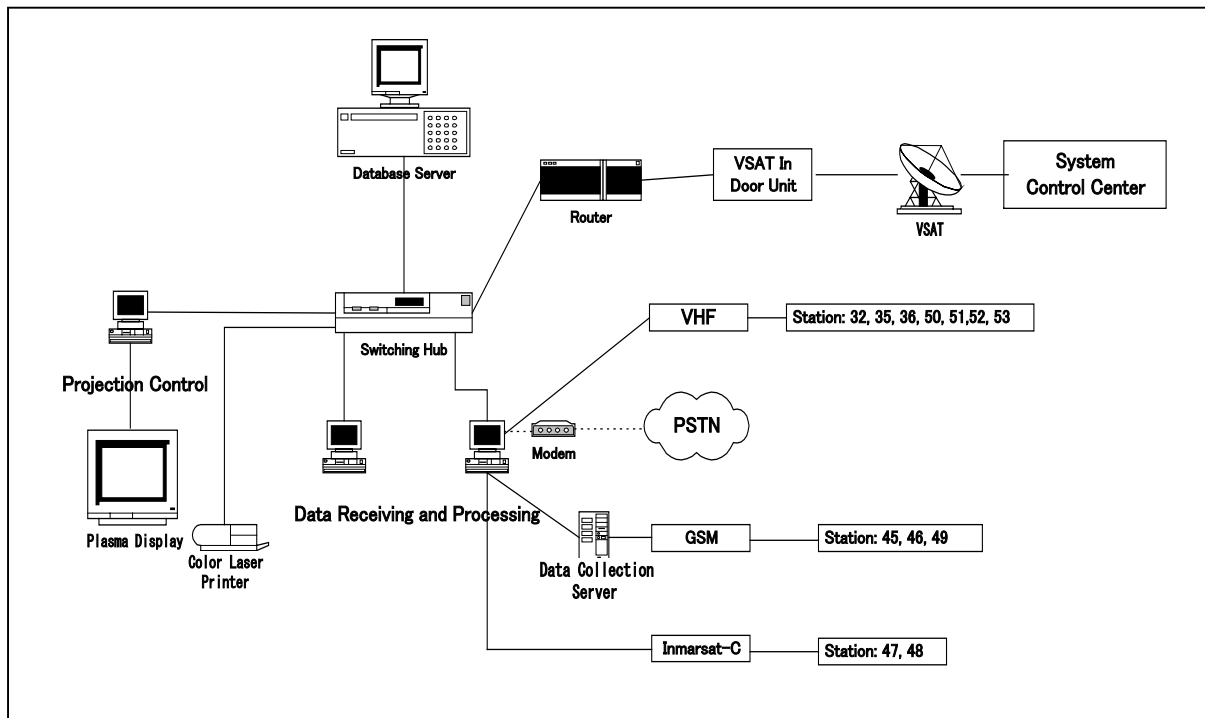 Database Server
Router
VSAT In
Door Unit
VSAT
System
Control Center
Switching Hub
Projection Control
VHF
Station: 32, 35, 36, 50, 51,52, 53
Modem
PSTN
Plasma Display
Color Laser
Printer
Data Receiving and Processing
Data Collection
Server
GSM
Station: 45, 46, 49
Inmarsat-C
Station: 47, 48